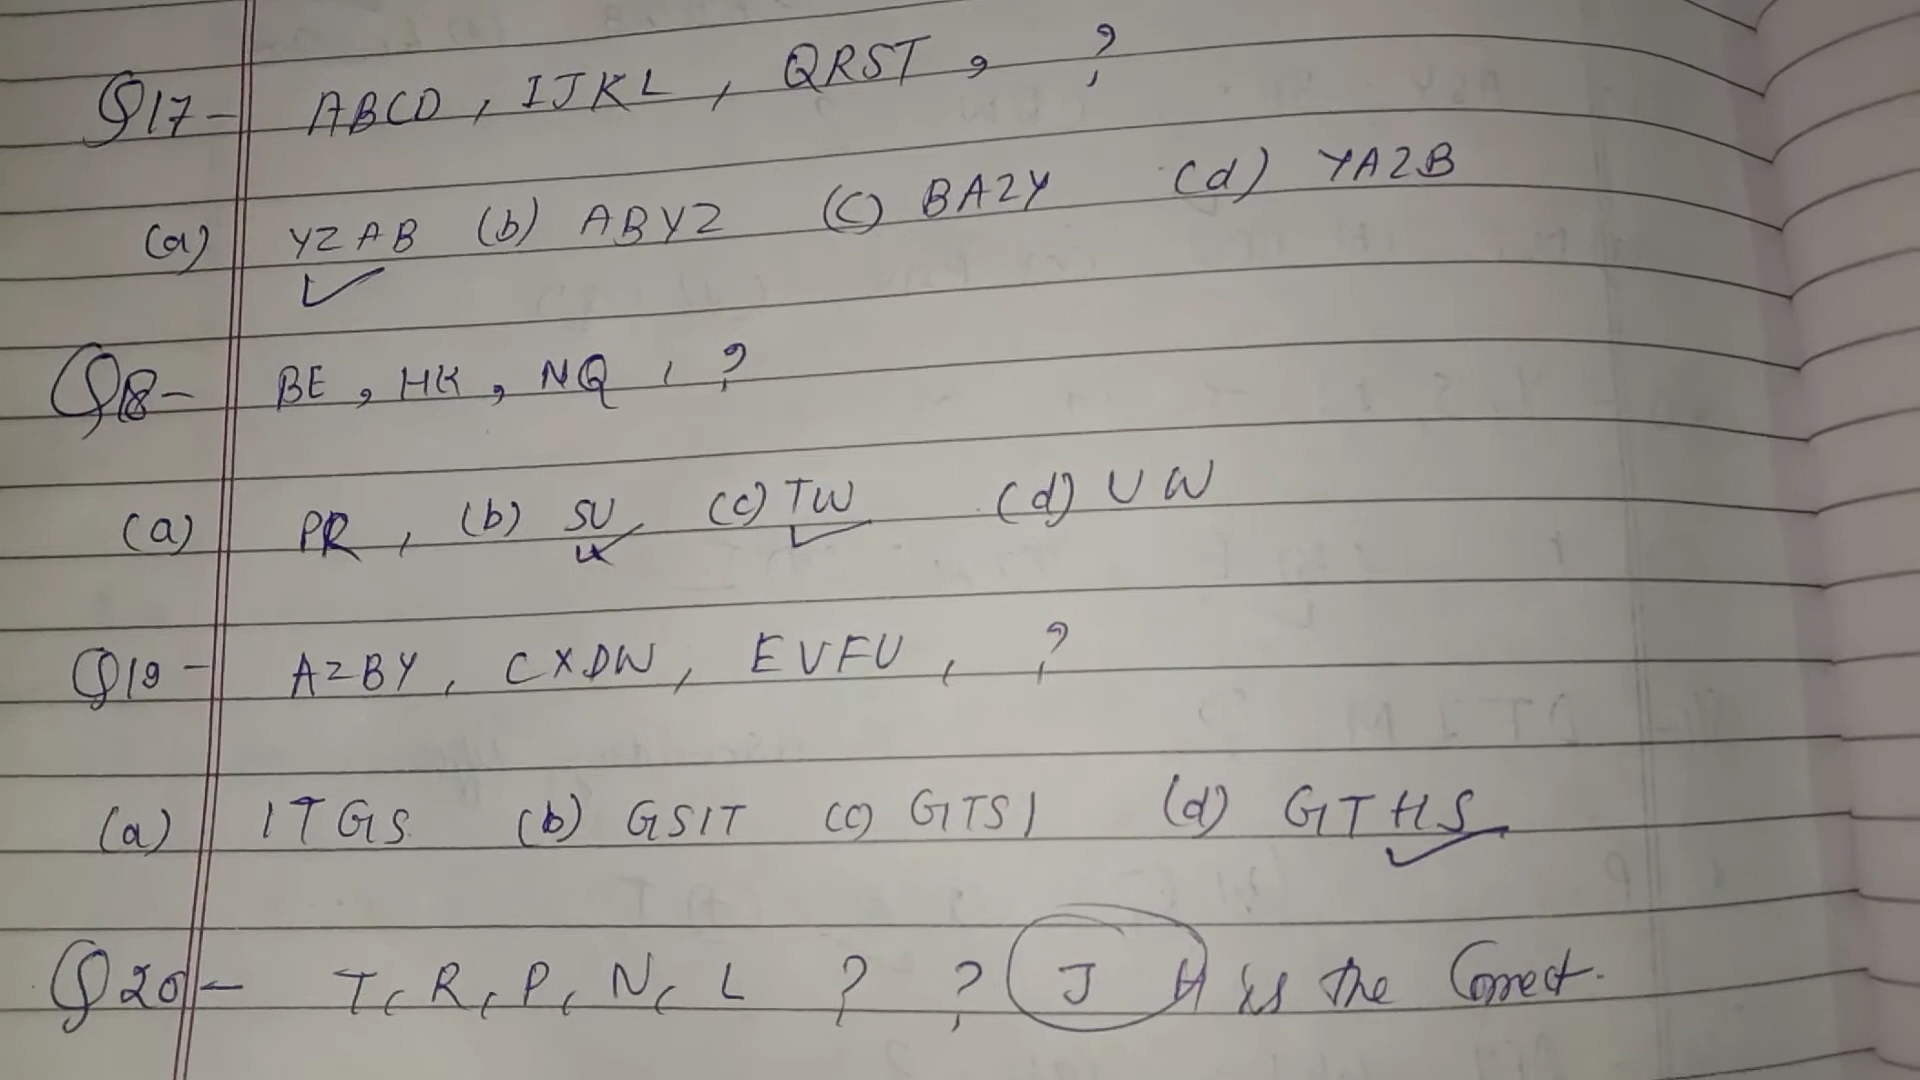 Q17- ABCD, IJKL, QRST, ?
(a) YZAB (b) ABYZ (c) BAZY (d) YAZB
Q18- BE, HK, NQ, ?
(a) PR, (b) SU (c) TW (d) UW
Q19- AZBY, CXDW, EVFU, ?
(a) ITGS (b) GSIT (c) GTSI (d) GTHS
Q20- T, R, P, N, L ? ? J H is the Correct.